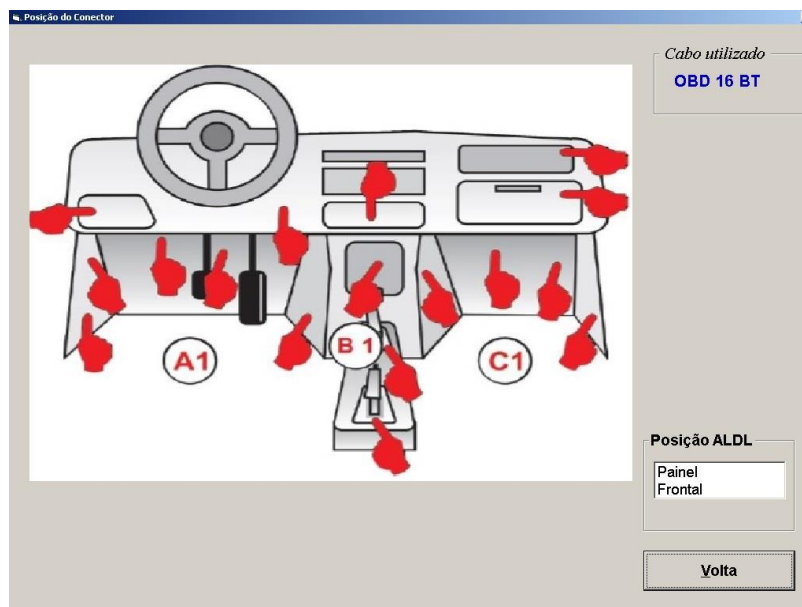 Posição do Conector
Cabo utilizado
OBD 16 BT
A1
B 1
C1
Posição ALDL
Painel
Frontal
Volta